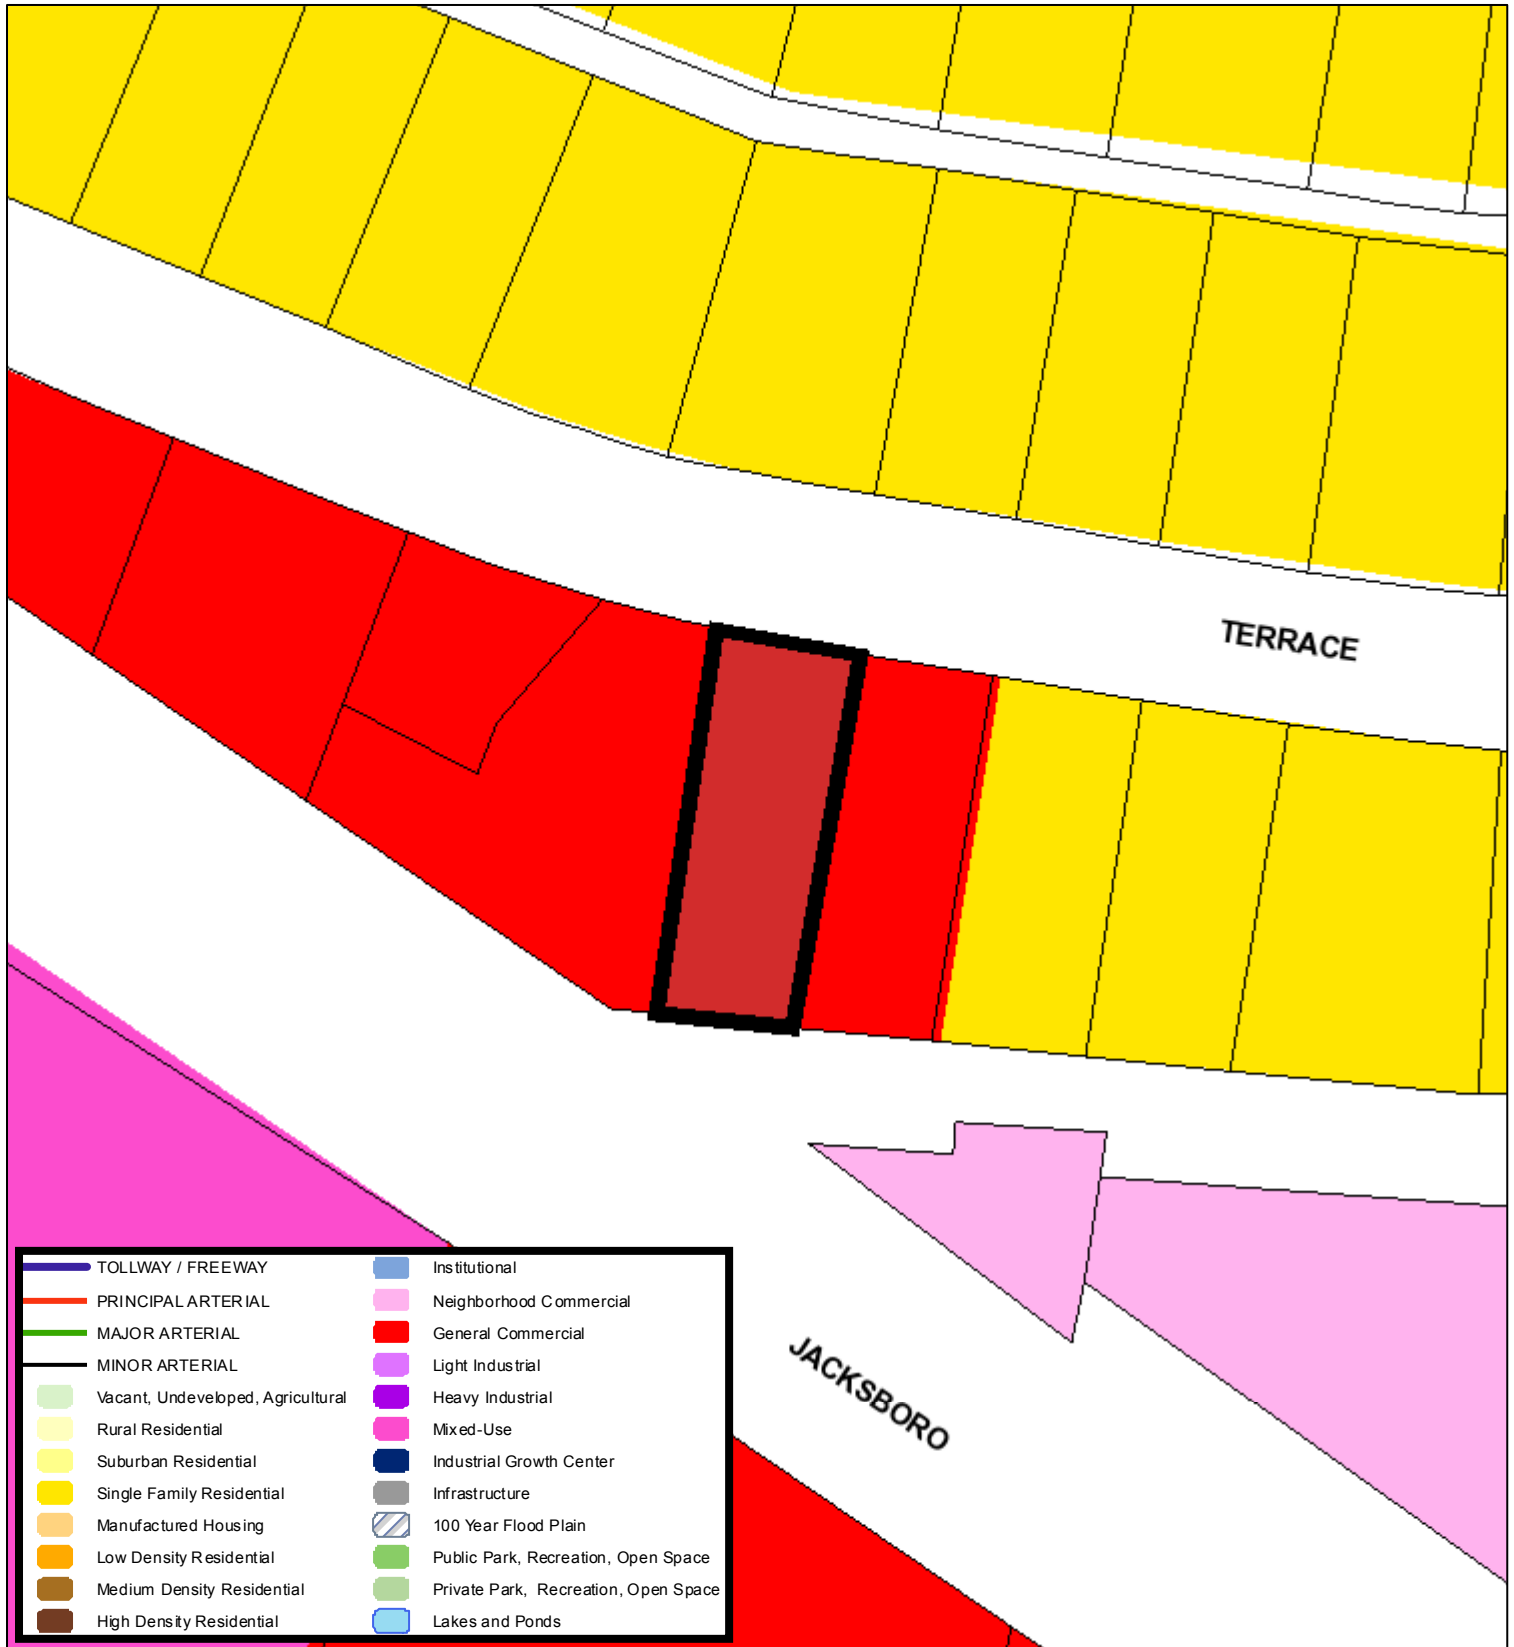 TERRACE
JACKSBORO
TOLLWAY / FREEWAY
PRINCIPAL ARTERIAL
MAJOR ARTERIAL
MINOR ARTERIAL
Vacant, Undeveloped, Agricultural
Rural Residential
Suburban Residential
Single Family Residential
Manufactured Housing
Low Density Residential
Medium Density Residential
High Density Residential
Institutional
Neighborhood Commercial
General Commercial
Light Industrial
Heavy Industrial
Mixed-Use
Industrial Growth Center
Infrastructure
100 Year Flood Plain
Public Park, Recreation, Open Space
Private Park, Recreation, Open Space
Lakes and Ponds